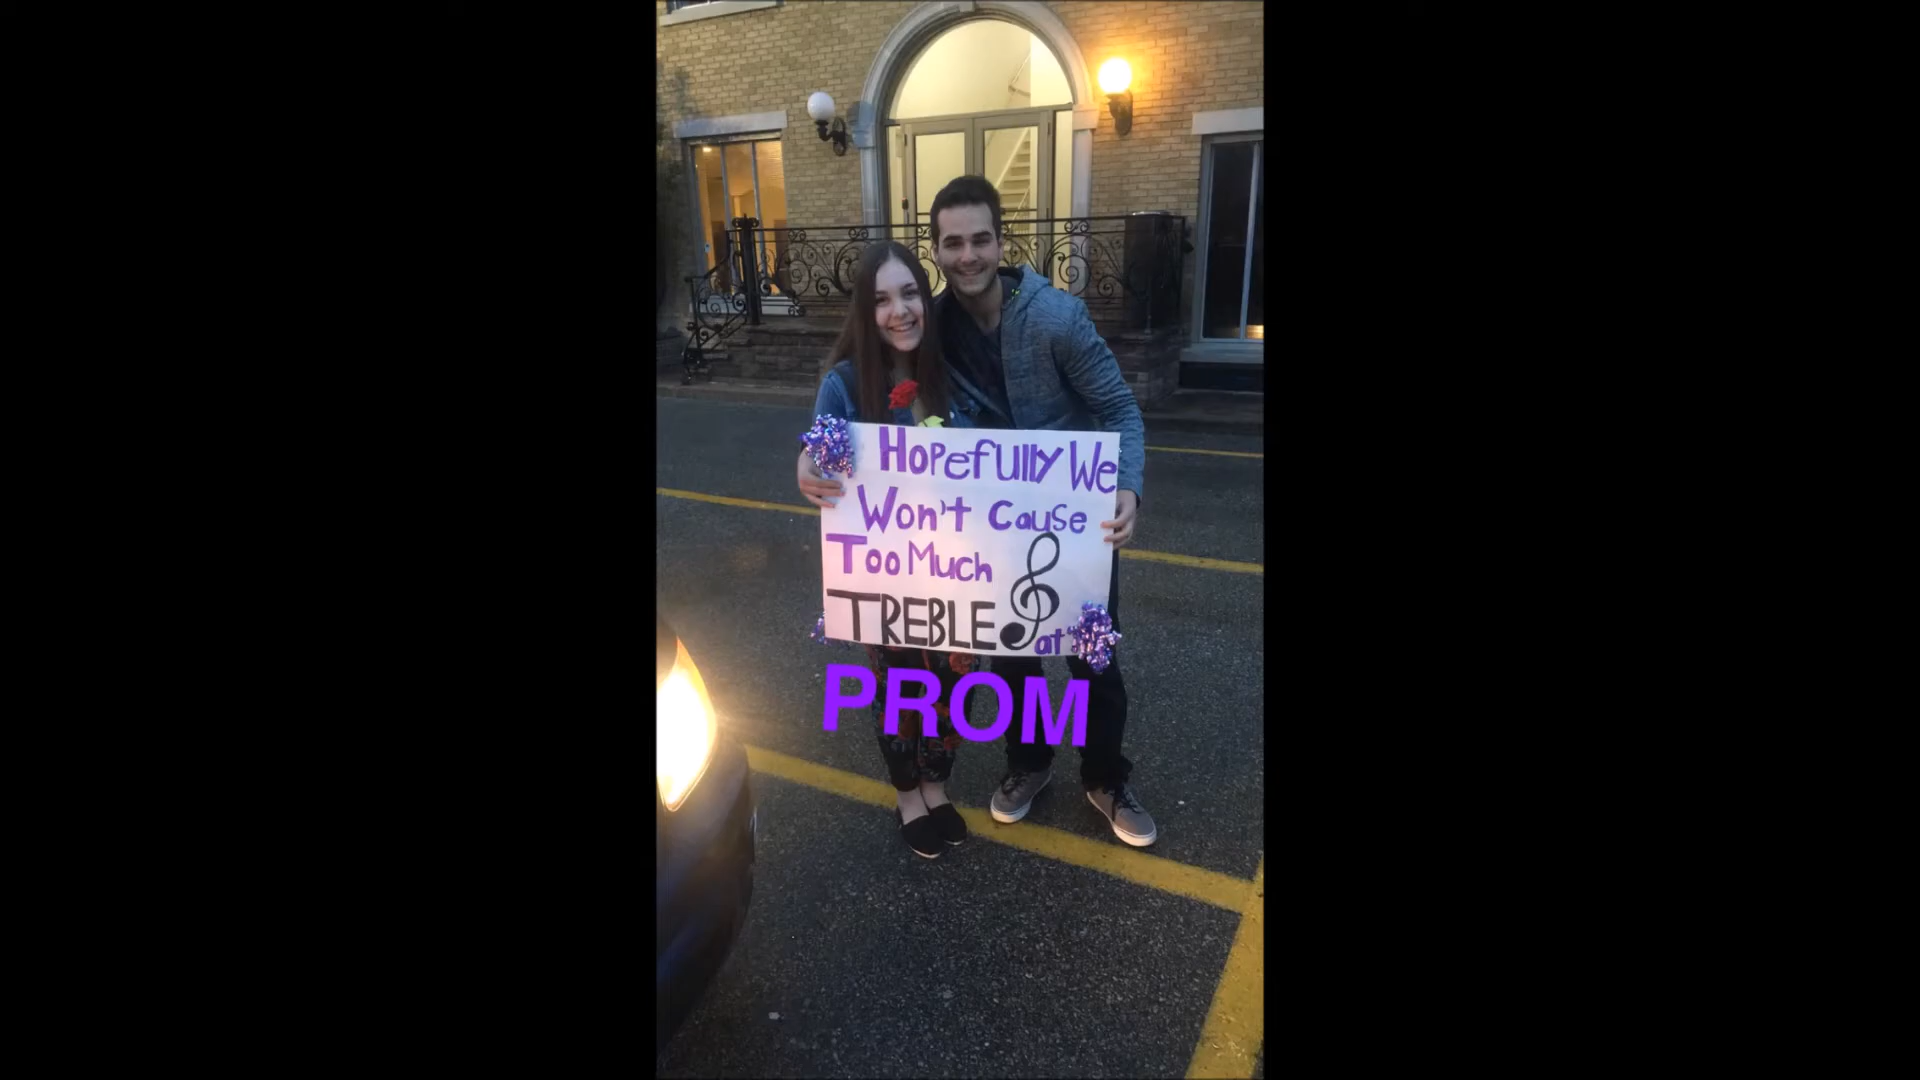 Hopefully We
Won't Cause
Too Much
TREBLE at
PROM